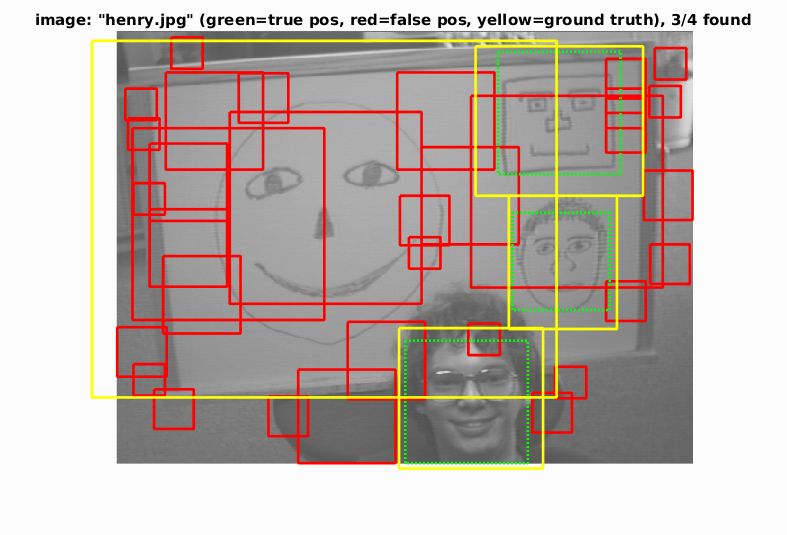 image: "henry.jpg" (green=true pos, red=false pos, yellow=ground truth), 3/4 found